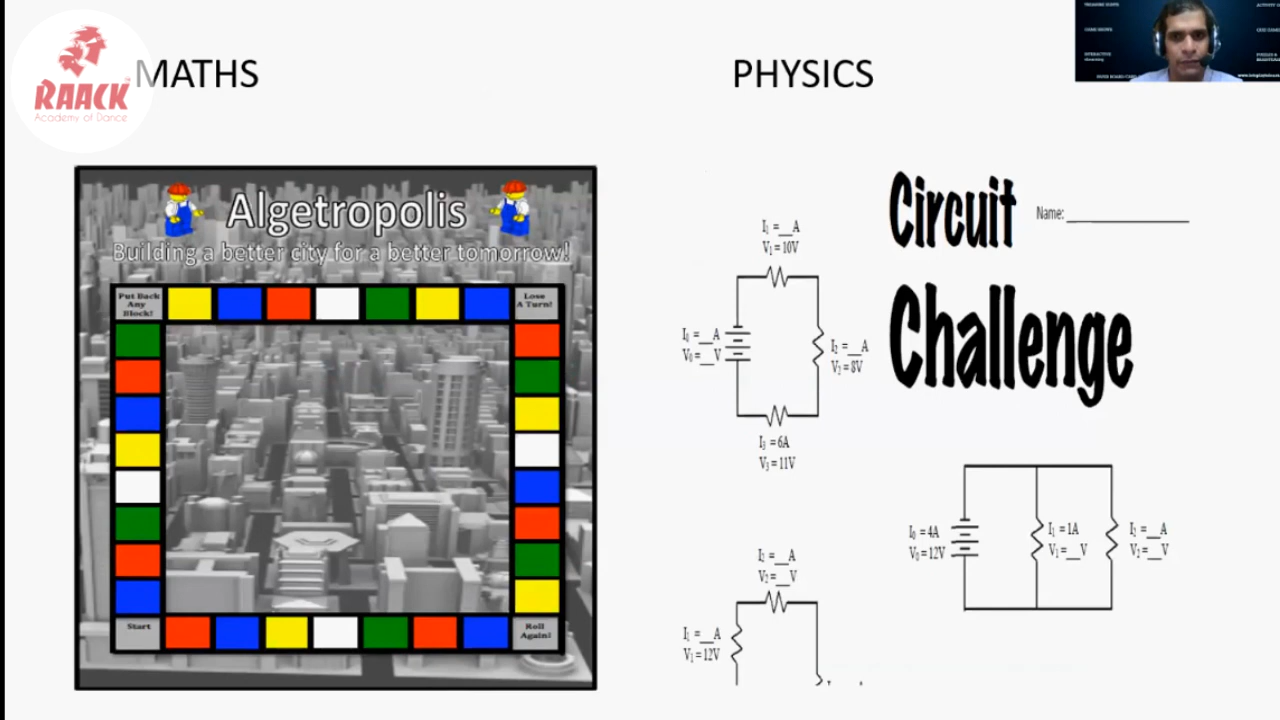 RAACK
Academy of Dance
MATHS
PHYSICS
Algetropolis
Building a better city for a better tomorrow!
Put Back
Any
Block!
Lose
A Turn!
Start
Roll
Again!
Circuit
Challenge
Name: ____________
I₁ =__A
V₁ = 10V
I₀ =__A
V₀ =__V
I₂ =__A
V₂ = 8V
I₃ = 6A
V₃ = 11V
I₀ = 4A
V₀ = 12V
I₁ = 1A
V₁ =__V
I₂ =__A
V₂ =__V
I₂ =__A
V₂ =__V
I₁ =__A
V₁ = 12V